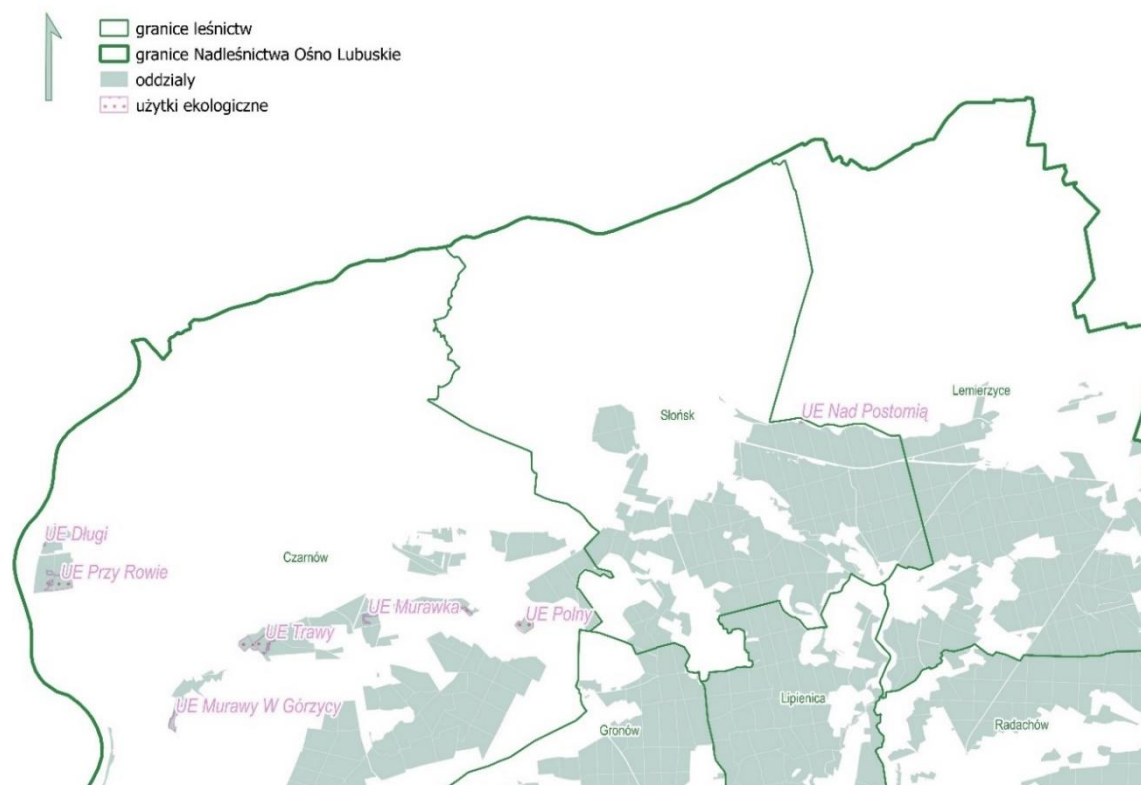 granice leśnictw
granice Nadleśnictwa Ośno Lubuskie
oddzialy
użytki ekologiczne
Lemierzyce
Słońsk
UE Nad Postomią
UE Długi
Czarnów
UE Przy Rowie
UE Murawka
UE Polny
UE Trawy
UE Murawy W Górzycy
Lipienica
Gronów
Radachów